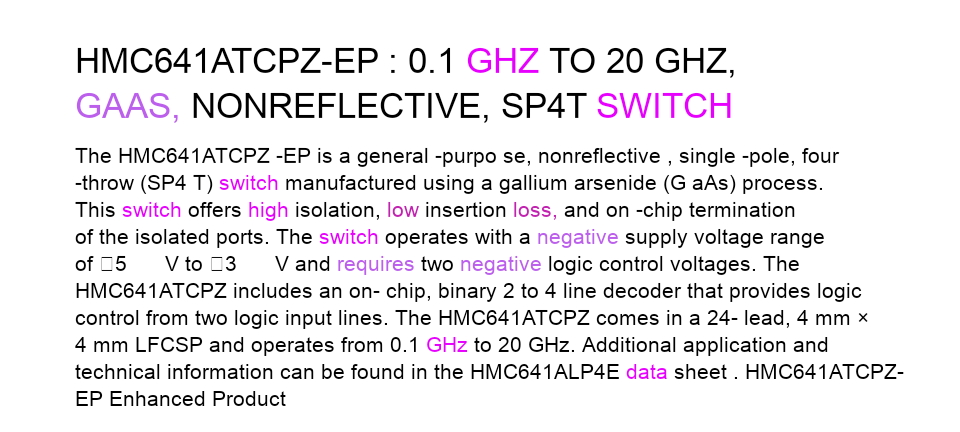 HMC641ATCPZ-EP : 0.1 GHZ TO 20 GHZ,
GAAS, NONREFLECTIVE, SP4T SWITCH
The HMC641ATCPZ -EP is a general -purpo se, nonreflective , single -pole, four
-throw (SP4 T) switch manufactured using a gallium arsenide (G aAs) process.
This switch offers high isolation, low insertion loss, and on -chip termination
of the isolated ports. The switch operates with a negative supply voltage range
of □5 V to □3 V and requires two negative logic control voltages. The
HMC641ATCPZ includes an on- chip, binary 2 to 4 line decoder that provides logic
control from two logic input lines. The HMC641ATCPZ comes in a 24- lead, 4 mm ×
4 mm LFCSP and operates from 0.1 GHz to 20 GHz. Additional application and
technical information can be found in the HMC641ALP4E data sheet . HMC641ATCPZ-
EP Enhanced Product